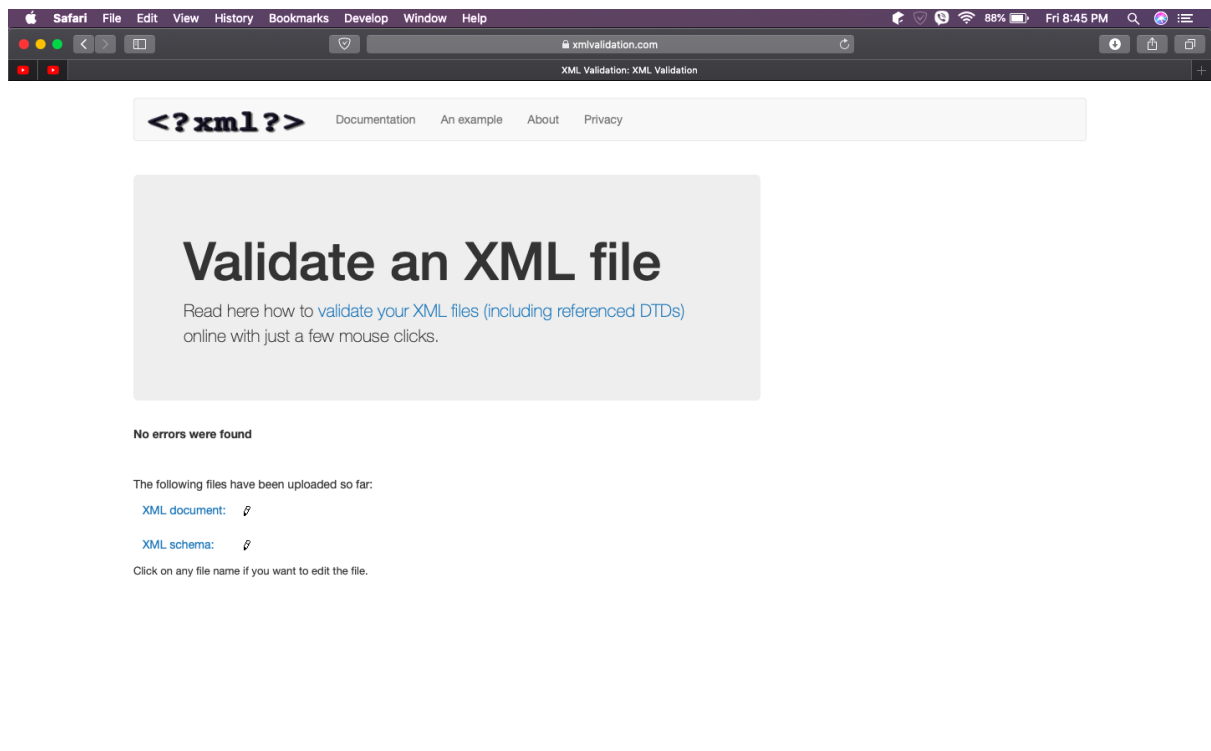 Safari File Edit View History Bookmarks Develop Window Help 88% Fri 8:45 PM
xmlvalidation.com
XML Validation: XML Validation
<?xml?> Documentation An example About Privacy
Validate an XML file
Read here how to validate your XML files (including referenced DTDs)
online with just a few mouse clicks.
No errors were found
The following files have been uploaded so far:
XML document:
XML schema:
Click on any file name if you want to edit the file.